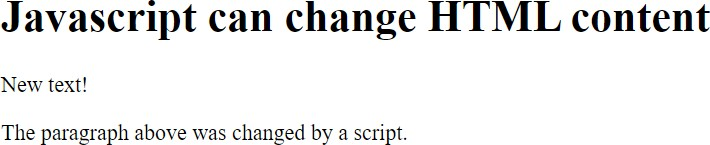 Javascript can change HTML content
New text!
The paragraph above was changed by a script.